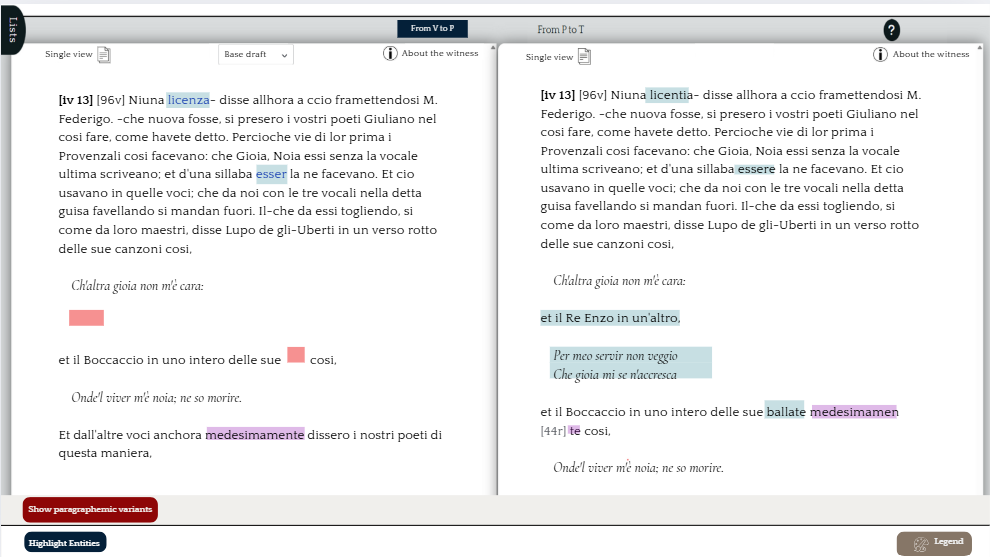 Lists
From V to P
From P to T
?
Single view
Base draft
About the witness
[iv 13] [96v] Niuna licenza- disse allhora a ccio framettendosi M.
Federigo. -che nuova fosse, si presero i vostri poeti Giuliano nel
cosi fare, come havete detto. Percioche vie di lor prima i
Provenzali cosi facevano: che Gioia, Noia essi senza la vocale
ultima scriveano; et d'una sillaba esser la ne facevano. Et cio
usavano in quelle voci; che da noi con le tre vocali nella detta
guisa favellando si mandan fuori. Il-che da essi togliendo, si
come da loro maestri, disse Lupo de gli-Uberti in un verso rotto
delle sue canzoni cosi,
Ch'altra gioia non m'è cara:
et il Boccaccio in uno intero delle sue cosi,
Onde'l viver m'è noia; ne so morire.
Et dall'altre voci anchora medesimamente dissero i nostri poeti di
questa maniera,
Single view
About the witness
[iv 13] [96v] Niuna licentia- disse allhora a ccio framettendosi M.
Federigo. -che nuova fosse, si presero i vostri poeti Giuliano nel
cosi fare, come havete detto. Percioche vie di lor prima i
Provenzali cosi facevano: che Gioia, Noia essi senza la vocale
ultima scriveano; et d'una sillaba essere la ne facevano. Et cio
usavano in quelle voci; che da noi con le tre vocali nella detta
guisa favellando si mandan fuori. Il-che da essi togliendo, si
come da loro maestri, disse Lupo de gli-Uberti in un verso rotto
delle sue canzoni cosi,
Ch'altra gioia non m'è cara:
et il Re Enzo in un'altro,
Per meo servir non veggio
Che gioia mi se n'accresca
et il Boccaccio in uno intero delle sue ballate medesimamen
[44r] te cosi,
Onde'l viver m'è noia; ne so morire.
Show paragraphemic variants
Highlight Entities
Legend